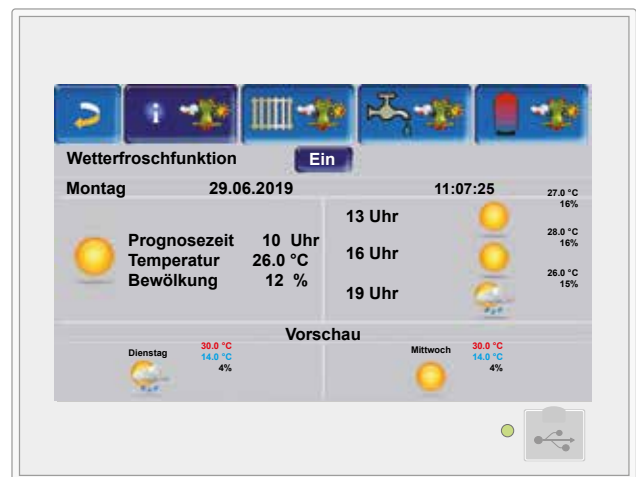 i
Wetterfroschfunktion Ein
Montag 29.06.2019 11:07:25
Prognosezeit 10 Uhr
Temperatur 26.0 °C
Bewölkung 12 %
13 Uhr 27.0 °C
16%
16 Uhr 28.0 °C
16%
19 Uhr 26.0 °C
15%
Vorschau
Dienstag 30.0 °C
14.0 °C
4%
Mittwoch 30.0 °C
14.0 °C
4%